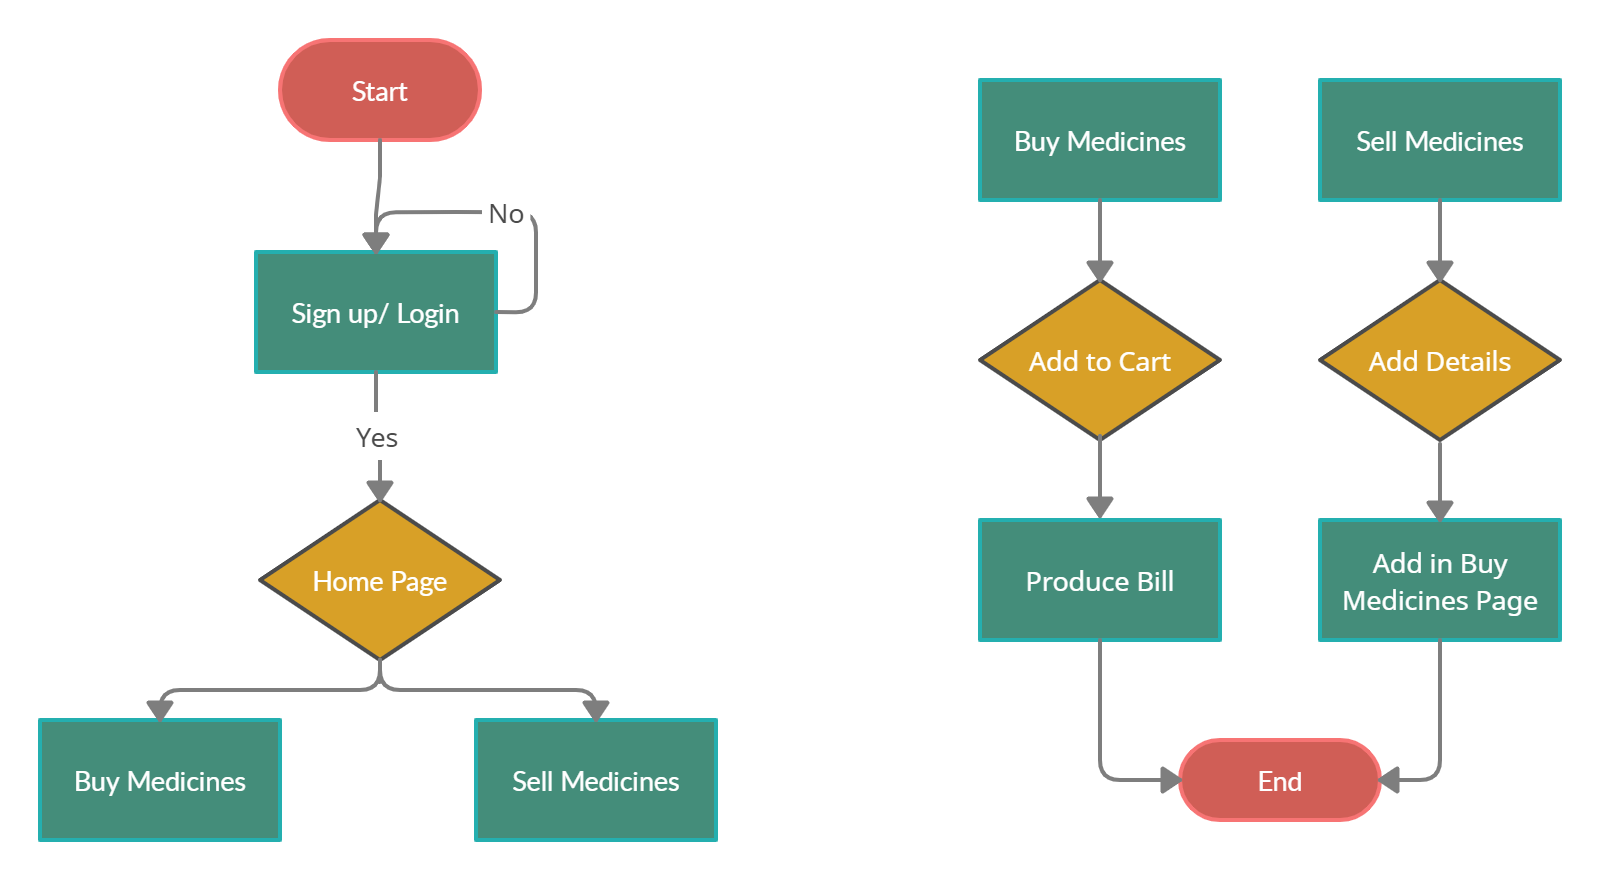 Start
No
Sign up/ Login
Yes
Home Page
Buy Medicines
Sell Medicines
Buy Medicines
Sell Medicines
Add to Cart
Add Details
Produce Bill
Add in Buy
Medicines Page
End